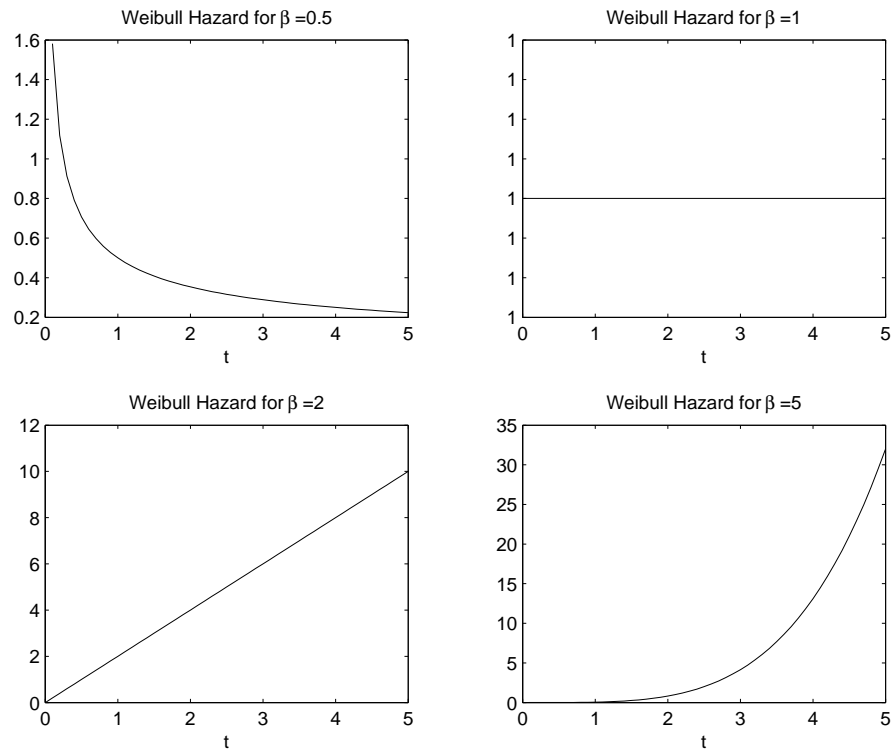 Weibull Hazard for β =0.5
1.6
1.4
1.2
1
0.8
0.6
0.4
0.2
0 1 2 3 4 5
t
Weibull Hazard for β =1
1
1
1
1
1
1
1
1
0 1 2 3 4 5
t
Weibull Hazard for β =2
12
10
8
6
4
2
0
0 1 2 3 4 5
t
Weibull Hazard for β =5
35
30
25
20
15
10
5
0
0 1 2 3 4 5
t